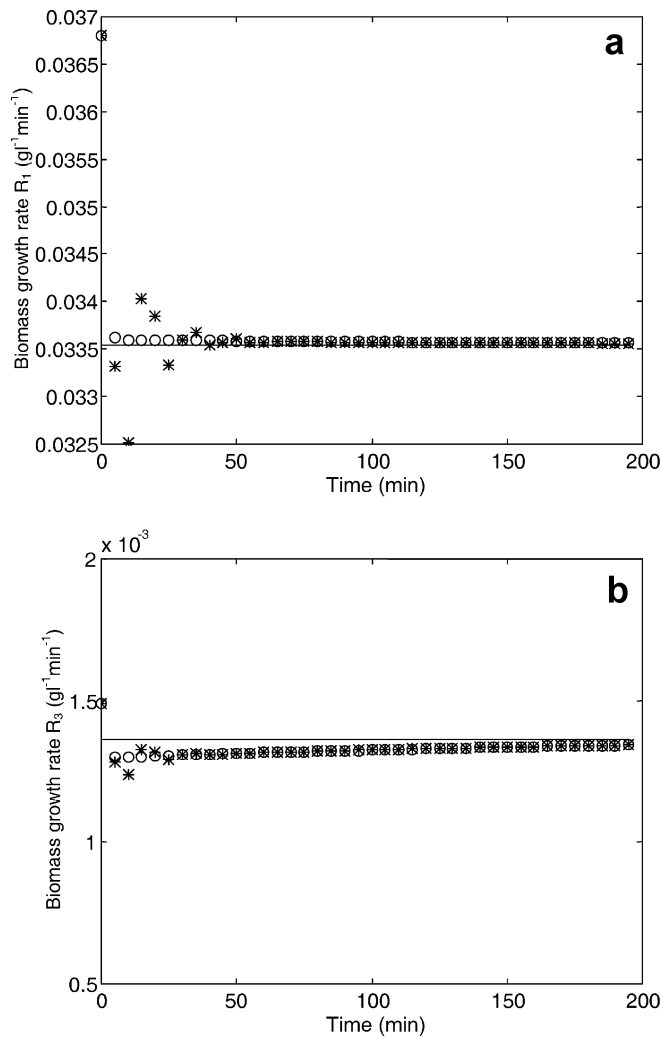 a
Biomass growth rate R₁ (gl⁻¹min⁻¹)
0.037
0.0365
0.036
0.0355
0.035
0.0345
0.034
0.0335
0.033
0.0325
0 50 100 150 200
Time (min)
x 10⁻³
b
Biomass growth rate R₃ (gl⁻¹min⁻¹)
2
1.5
1
0.5
0 50 100 150 200
Time (min)